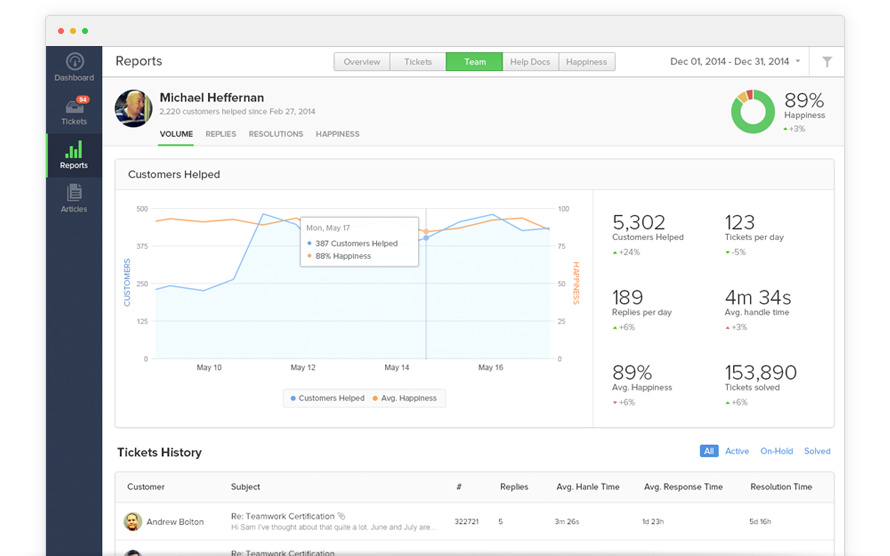 Reports
Overview Tickets Team Help Docs Happiness
Dec 01, 2014 - Dec 31, 2014
Dashboard
94
Tickets
Reports
Articles
Michael Heffernan
2,220 customers helped since Feb 27, 2014
VOLUME REPLIES RESOLUTIONS HAPPINESS
89%
Happiness
+3%
Customers Helped
500
375
250
125
0
CUSTOMERS
100
75
50
25
0
HAPPINESS
Mon, May 17
387 Customers Helped
88% Happiness
May 10 May 12 May 14 May 16
Customers Helped Avg. Happiness
5,302
Customers Helped
+24%
123
Tickets per day
-5%
189
Replies per day
+6%
4m 34s
Avg. handle time
+3%
89%
Avg. Happiness
+6%
153,890
Tickets solved
+6%
Tickets History
All Active On-Hold Solved
Customer Subject # Replies Avg. Hanle Time Avg. Response Time Resolution Time
Andrew Bolton
Re: Teamwork Certification
Hi Sam I've thought about that quite a lot. June and July are...
322721 5 3m 26s 1d 23h 5d 16h
Re: Teamwork Certification